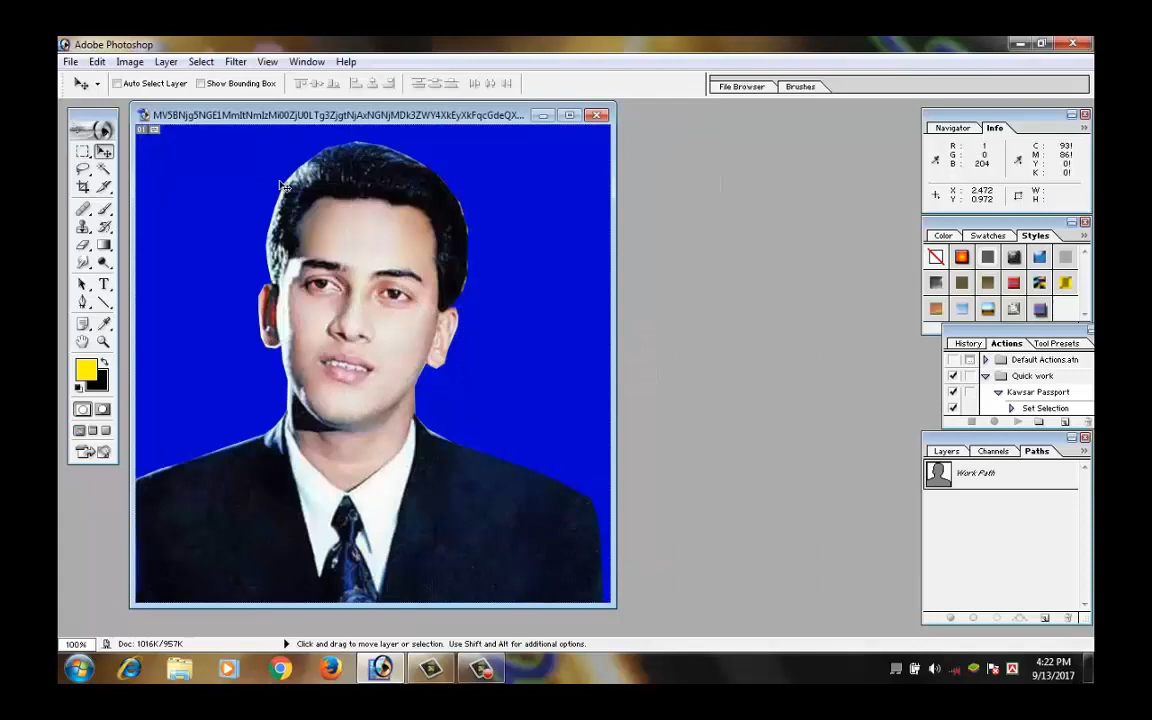 Adobe Photoshop
File Edit Image Layer Select Filter View Window Help
Auto Select Layer Show Bounding Box
File Browser Brushes
Navigator Info
R: 1
G: 0
B: 204
C: 93!
M: 86!
Y: 0!
K: 0!
X: 2.472
Y: 0.972
W:
H:
Color Swatches Styles
History Actions Tool Presets
Default Actions.atn
Quick work
Kawsar Passport
Set Selection
Layers Channels Paths
Work Path
100% Doc: 1016K/957K Click and drag to move layer or selection. Use Shift and Alt for additional options.
4:22 PM
9/13/2017